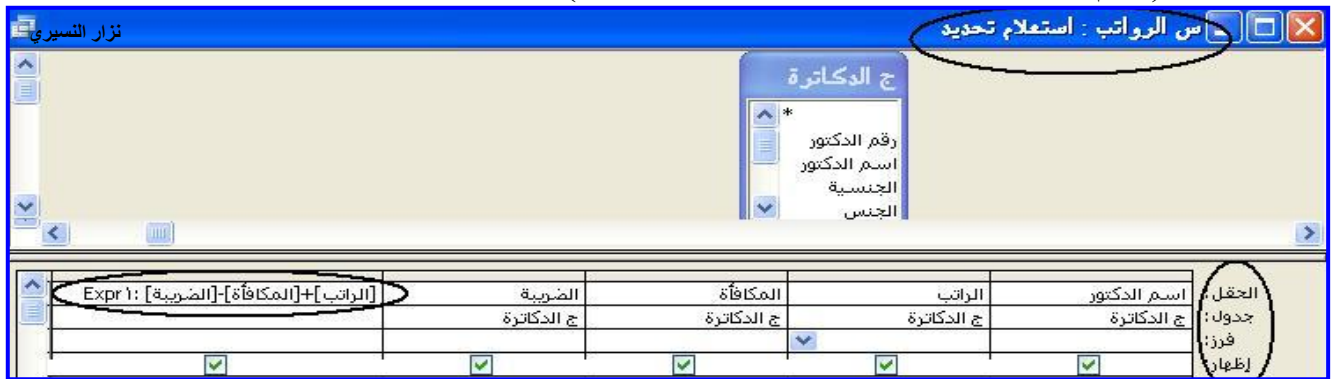 س الرواتب : استعلام تحديد
نزار النسيري
ج الدكاترة
*
رقم الدكتور
اسم الدكتور
الجنسية
الجنس
الحقل: اسم الدكتور الراتب المكافأة الضريبة Expr١: [الراتب]+[المكافأة]-[الضريبة]
جدول: ج الدكاترة ج الدكاترة ج الدكاترة ج الدكاترة
فرز:
إظهار: